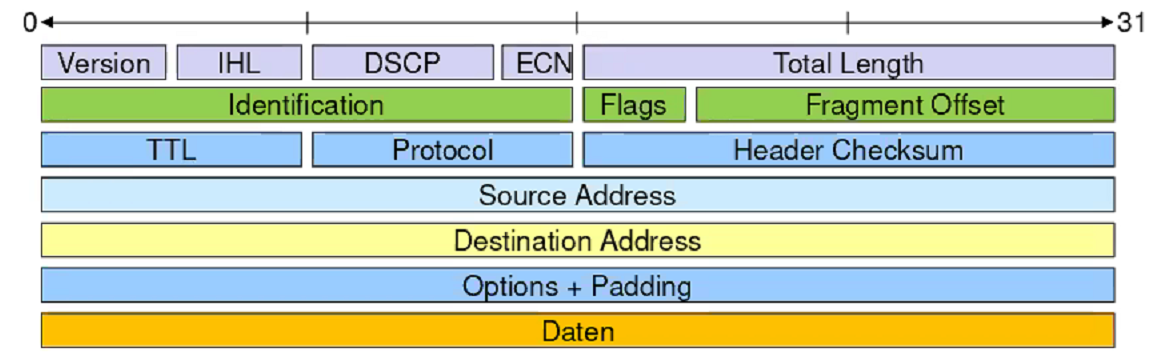 0 31
Version IHL DSCP ECN Total Length
Identification Flags Fragment Offset
TTL Protocol Header Checksum
Source Address
Destination Address
Options + Padding
Daten